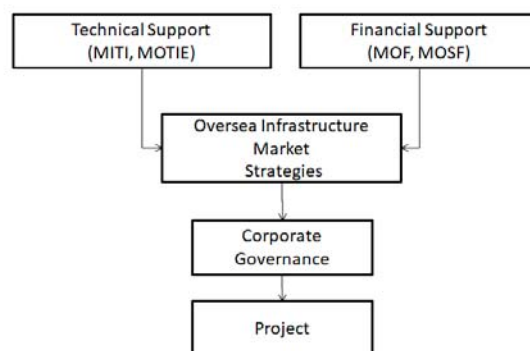 Technical Support
(MITI, MOTIE)
Financial Support
(MOF, MOSF)
Oversea Infrastructure
Market
Strategies
Corporate
Governance
Project